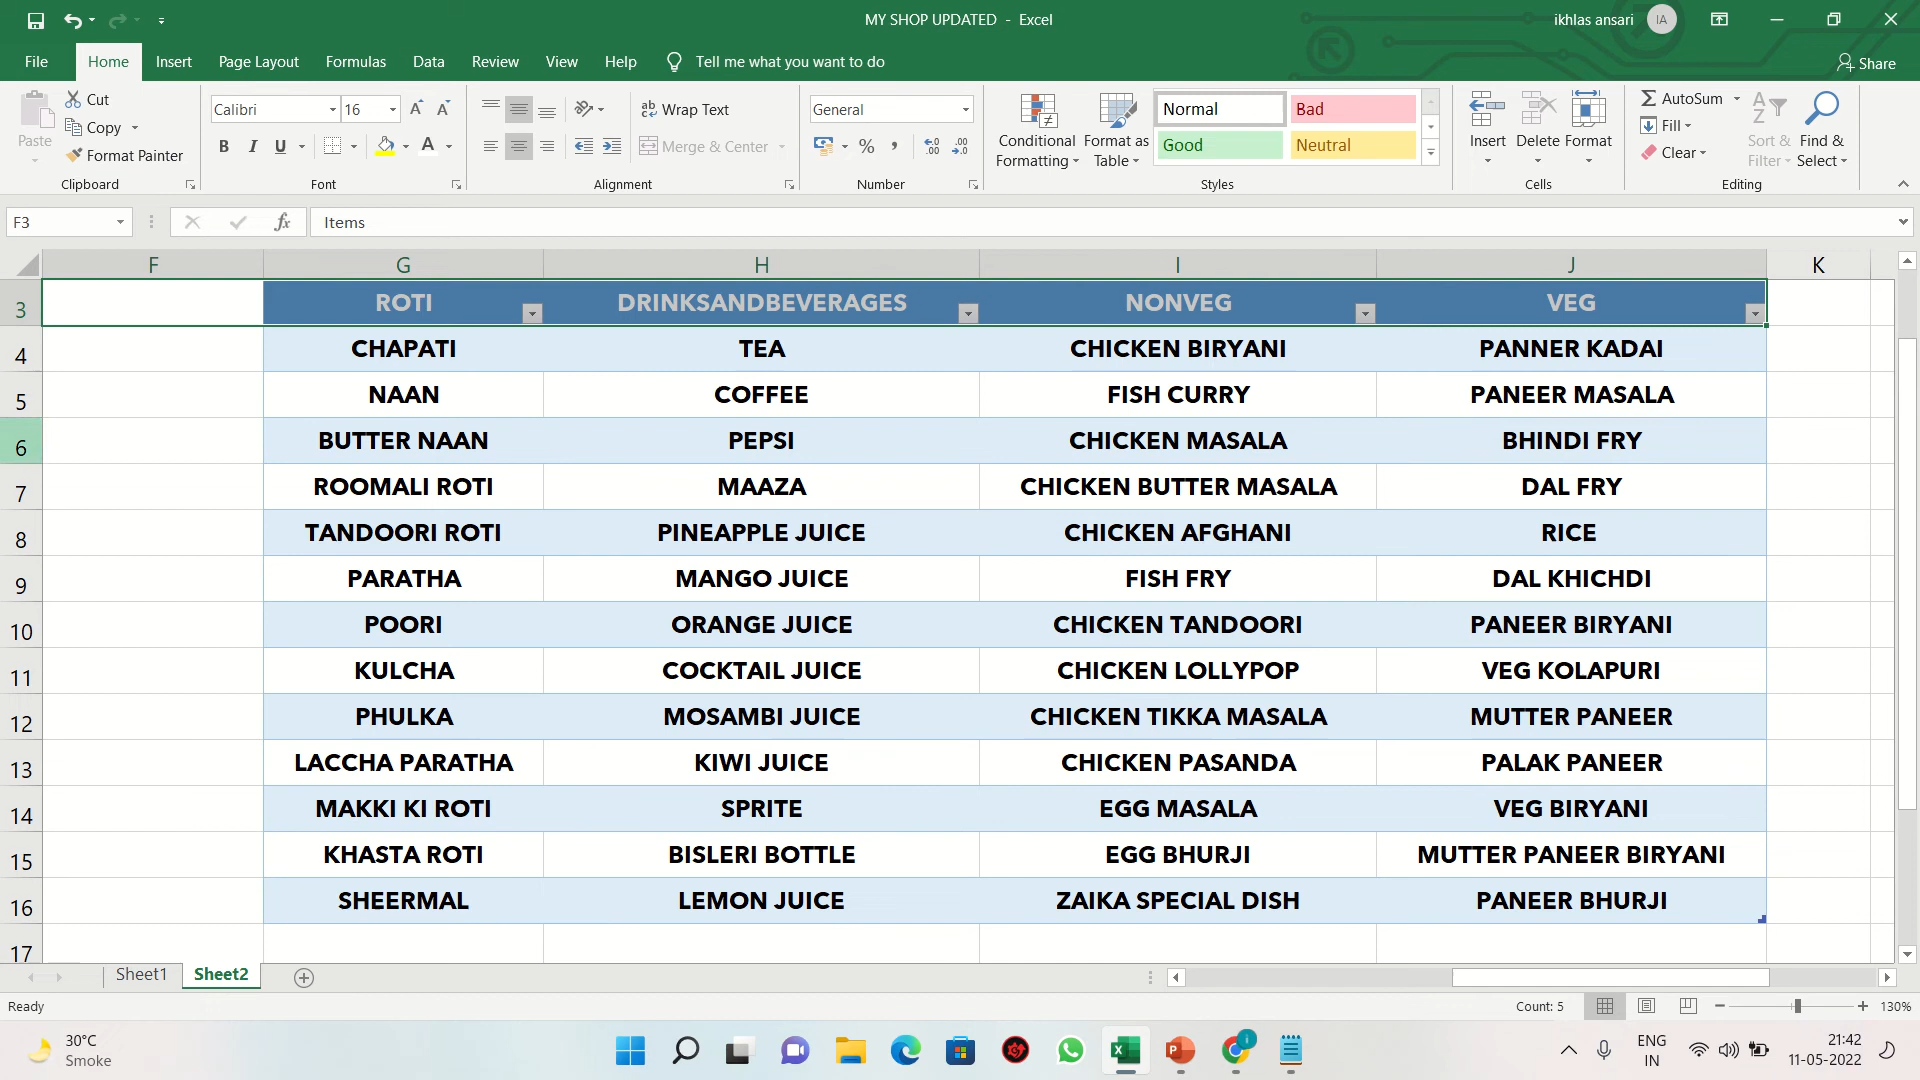 MY SHOP UPDATED - Excel
ikhlas ansari IA
File Home Insert Page Layout Formulas Data Review View Help Tell me what you want to do Share
Paste
Cut
Copy
Format Painter
Clipboard
Calibri 16
B I U
Font
Wrap Text
Merge & Center
Alignment
General
Number
Conditional Formatting
Format as Table
Normal Bad
Good Neutral
Styles
Insert Delete Format
Cells
AutoSum
Fill
Clear
Sort & Filter
Find & Select
Editing
F3 fx Items
F G H I J K
3 ROTI DRINKSANDBEVERAGES NONVEG VEG
4 CHAPATI TEA CHICKEN BIRYANI PANNER KADAI
5 NAAN COFFEE FISH CURRY PANEER MASALA
6 BUTTER NAAN PEPSI CHICKEN MASALA BHINDI FRY
7 ROOMALI ROTI MAAZA CHICKEN BUTTER MASALA DAL FRY
8 TANDOORI ROTI PINEAPPLE JUICE CHICKEN AFGHANI RICE
9 PARATHA MANGO JUICE FISH FRY DAL KHICHDI
10 POORI ORANGE JUICE CHICKEN TANDOORI PANEER BIRYANI
11 KULCHA COCKTAIL JUICE CHICKEN LOLLYPOP VEG KOLAPURI
12 PHULKA MOSAMBI JUICE CHICKEN TIKKA MASALA MUTTER PANEER
13 LACCHA PARATHA KIWI JUICE CHICKEN PASANDA PALAK PANEER
14 MAKKI KI ROTI SPRITE EGG MASALA VEG BIRYANI
15 KHASTA ROTI BISLERI BOTTLE EGG BHURJI MUTTER PANEER BIRYANI
16 SHEERMAL LEMON JUICE ZAIKA SPECIAL DISH PANEER BHURJI
17
Sheet1 Sheet2
Ready Count: 5 130%
30°C
Smoke
ENG
IN
21:42
11-05-2022